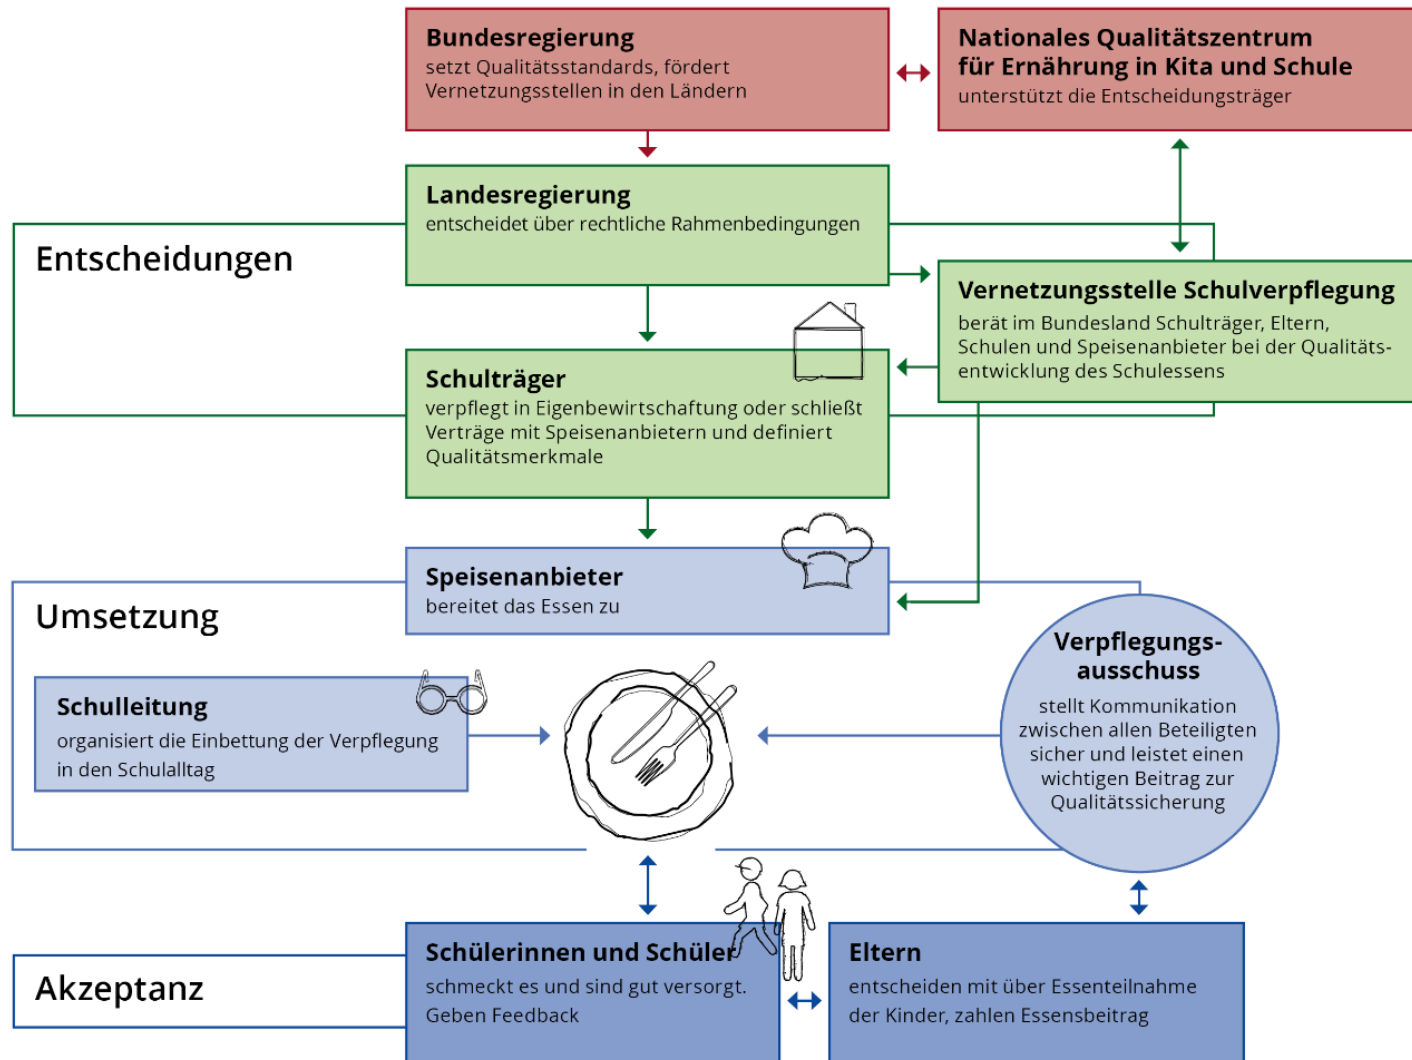 Bundesregierung
setzt Qualitätsstandards, fördert
Vernetzungsstellen in den Ländern
Nationales Qualitätszentrum
für Ernährung in Kita und Schule
unterstützt die Entscheidungsträger
Landesregierung
entscheidet über rechtliche Rahmenbedingungen
Entscheidungen
Vernetzungsstelle Schulverpflegung
berät im Bundesland Schulträger, Eltern,
Schulen und Speisenanbieter bei der Qualitäts-
entwicklung des Schulessens
Schulträger
verpflegt in Eigenbewirtschaftung oder schließt
Verträge mit Speisenanbietern und definiert
Qualitätsmerkmale
Speisenanbieter
bereitet das Essen zu
Umsetzung
Verpflegungs-
ausschuss
stellt Kommunikation
zwischen allen Beteiligten
sicher und leistet einen
wichtigen Beitrag zur
Qualitätssicherung
Schulleitung
organisiert die Einbettung der Verpflegung
in den Schulalltag
Schülerinnen und Schüler
schmeckt es und sind gut versorgt.
Geben Feedback
Eltern
entscheiden mit über Essenteilnahme
der Kinder, zahlen Essensbeitrag
Akzeptanz